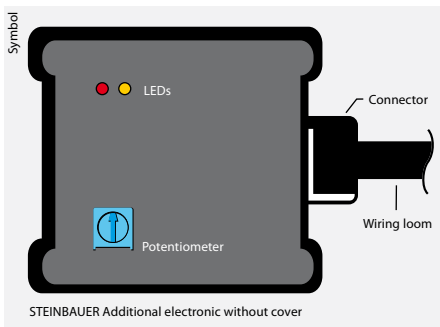 Symbol
LEDs
Connector
Wiring loom
Potentiometer
STEINBAUER Additional electronic without cover